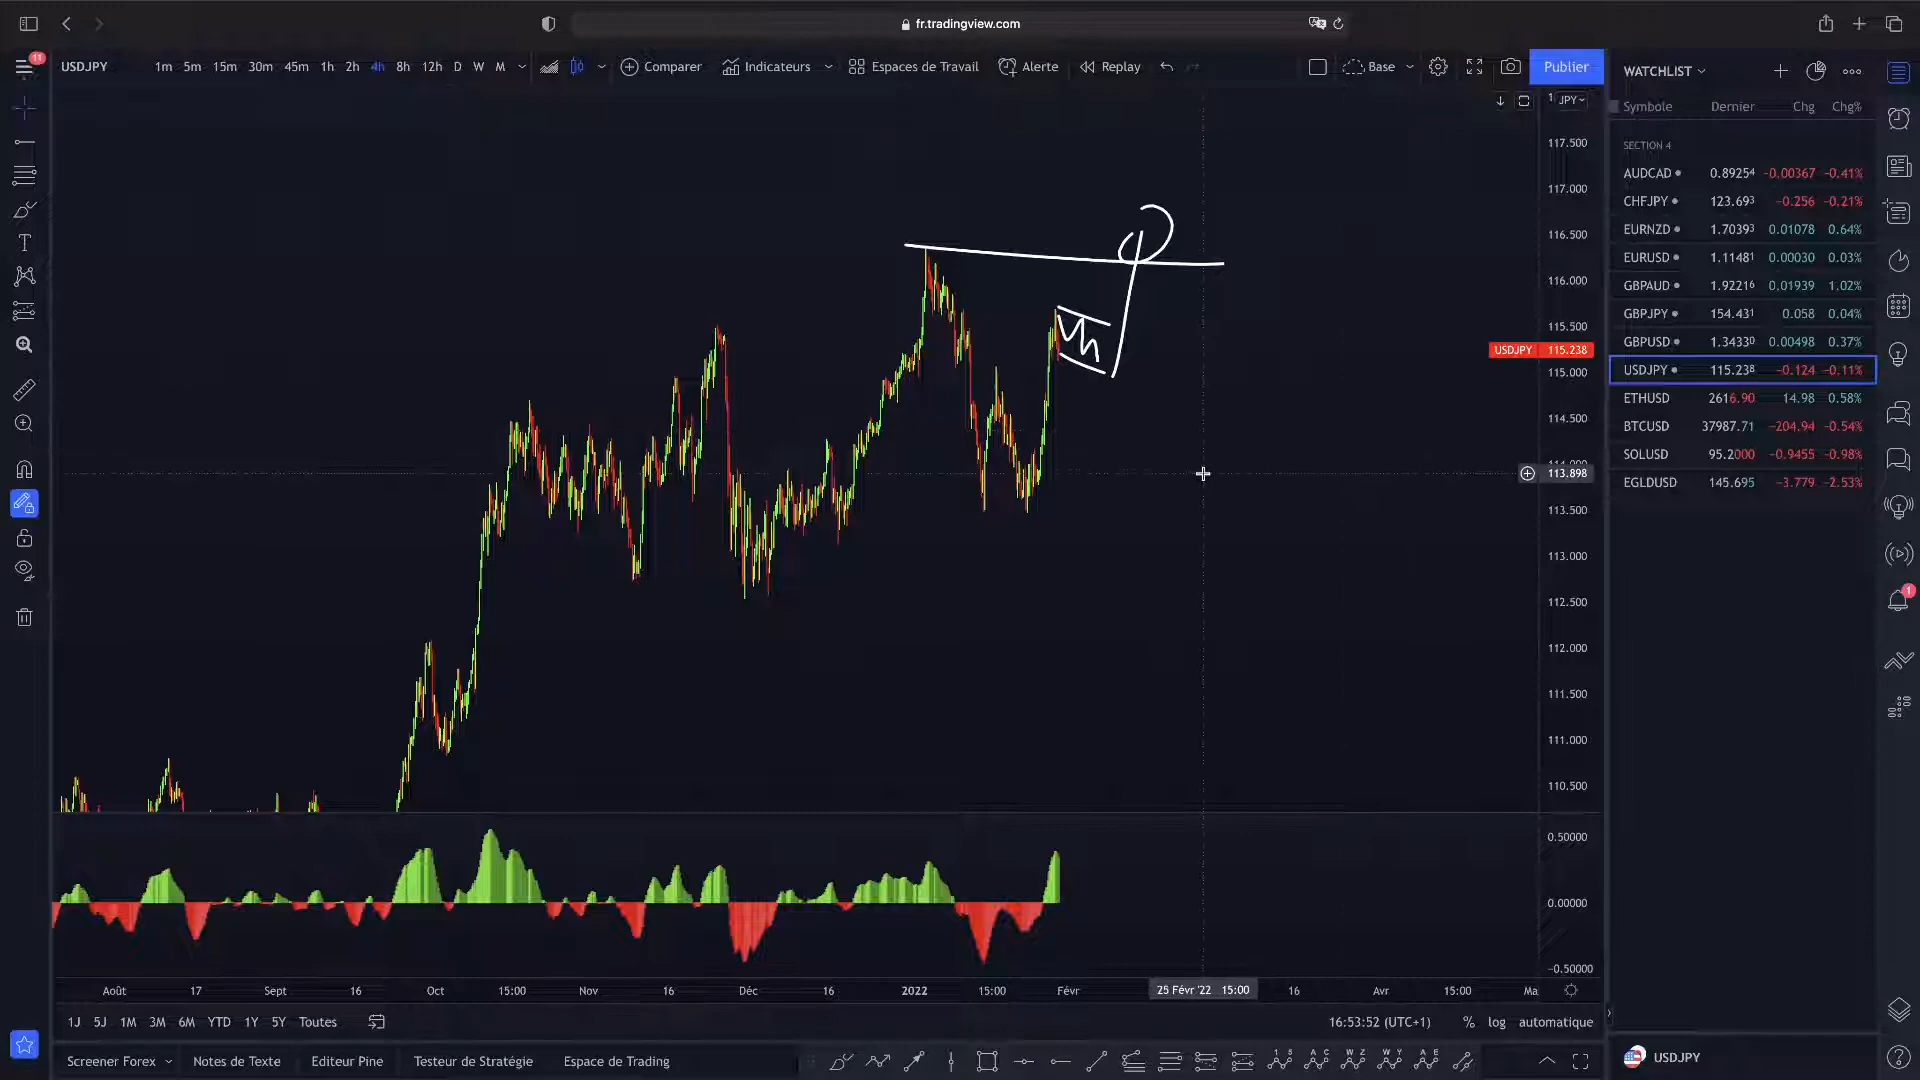 fr.tradingview.com
11
USDJPY 1m 5m 15m 30m 45m 1h 2h 4h 8h 12h D W M Comparer Indicateurs Espaces de Travail Alerte Replay Base Publier
JPY
117.500
117.000
116.500
116.000
115.500
USDJPY 115.238
115.000
114.500
114.000
113.898
113.500
113.000
112.500
112.000
111.500
111.000
110.500
0.50000
0.00000
-0.50000
Août 17 Sept 16 Oct 15:00 Nov 16 Déc 16 2022 15:00 Févr 25 Févr '22 15:00 16 Avr 15:00 Ma
1J 5J 1M 3M 6M YTD 1Y 5Y Toutes 16:53:52 (UTC+1) % log automatique
Screener Forex Notes de Texte Editeur Pine Testeur de Stratégie Espace de Trading
WATCHLIST
Symbole Dernier Chg Chg%
SECTION 4
AUDCAD 0.89254 -0.00367 -0.41%
CHFJPY 123.693 -0.256 -0.21%
EURNZD 1.70393 0.01078 0.64%
EURUSD 1.11481 0.00030 0.03%
GBPAUD 1.92216 0.01939 1.02%
GBPJPY 154.431 0.058 0.04%
GBPUSD 1.34330 0.00498 0.37%
USDJPY 115.238 -0.124 -0.11%
ETHUSD 2616.90 14.98 0.58%
BTCUSD 37987.71 -204.94 -0.54%
SOLUSD 95.2000 -0.9455 -0.98%
EGLDUSD 145.695 -3.779 -2.53%
1
USDJPY